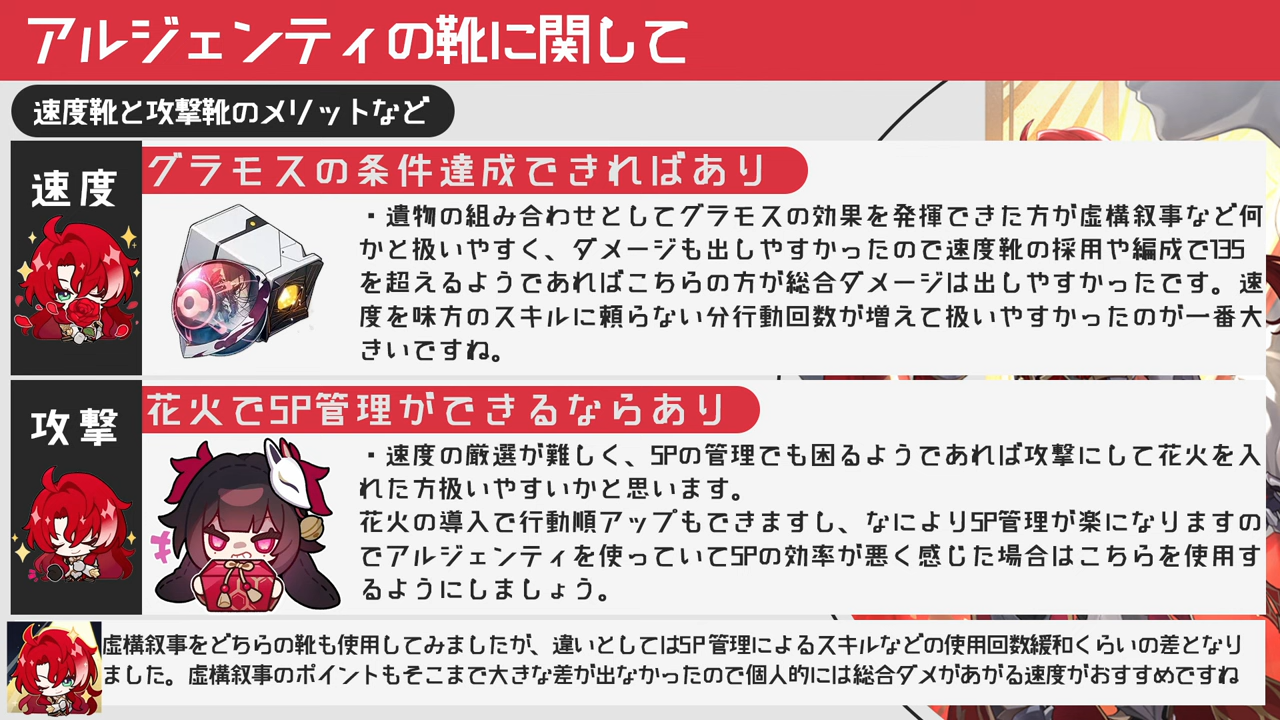 アルジェンティの靴に関して
速度靴と攻撃靴のメリットなど
速度
グラモスの条件達成できればあり
・遺物の組み合わせとしてグラモスの効果を発揮できた方が虚構叙事など何
かと扱いやすく、ダメージも出しやすかったので速度靴の採用や編成で135
を超えるようであればこちらの方が総合ダメージは出しやすかったです。速
度を味方のスキルに頼らない分行動回数が増えて扱いやすかったのが一番大
きいですね。
攻撃
花火でSP管理ができるならあり
・速度の厳選が難しく、SPの管理でも困るようであれば攻撃にして花火を入
れた方扱いやすいかと思います。
花火の導入で行動順アップもできますし、なによりSP管理が楽になりますの
でアルジェンティを使っていてSPの効率が悪く感じた場合はこちらを使用す
るようにしましょう。
虚構叙事をどちらの靴も使用してみましたが、違いとしてはSP管理によるスキルなどの使用回数緩和くらいの差となり
ました。虚構叙事のポイントもそこまで大きな差が出なかったので個人的には総合ダメがあがる速度がおすすめですね